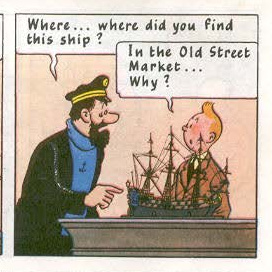 Where... where did you find
this ship ?
In the Old Street
Market...
Why ?